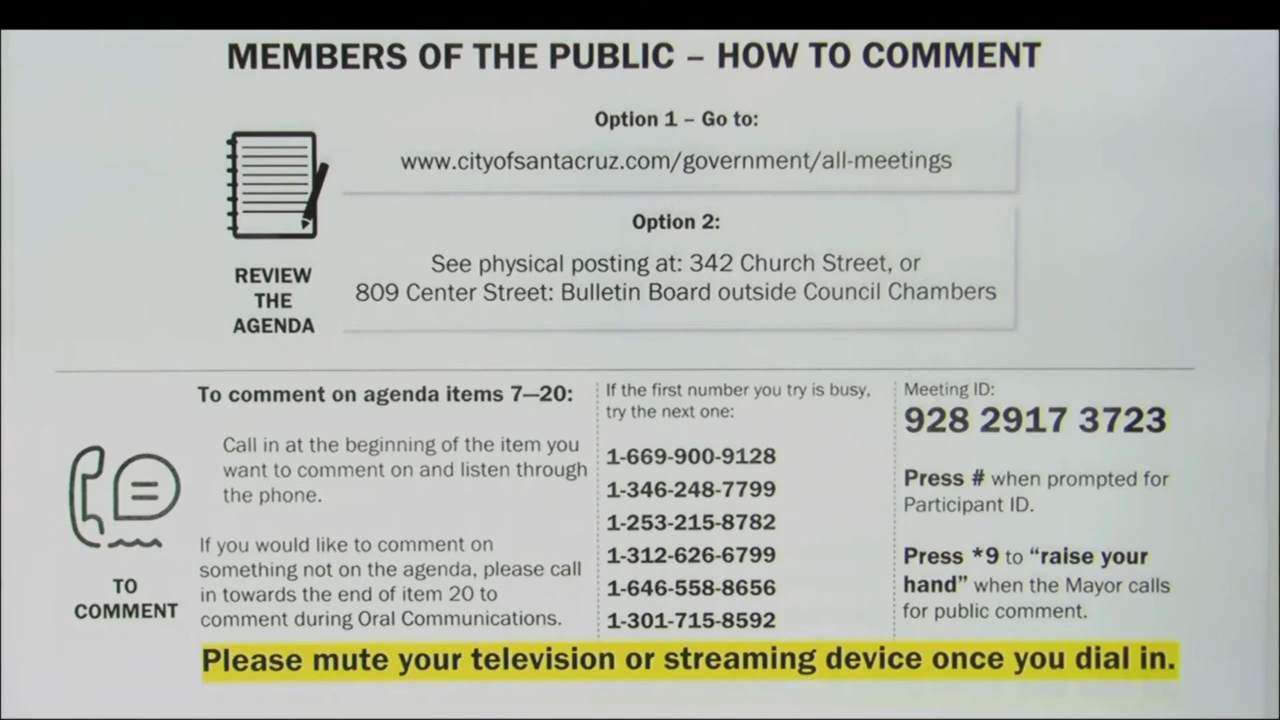 MEMBERS OF THE PUBLIC – HOW TO COMMENT
Option 1 – Go to:
www.cityofsantacruz.com/government/all-meetings
Option 2:
See physical posting at: 342 Church Street, or
809 Center Street: Bulletin Board outside Council Chambers
REVIEW
THE
AGENDA
To comment on agenda items 7—20:
Call in at the beginning of the item you
want to comment on and listen through
the phone.
If you would like to comment on
something not on the agenda, please call
in towards the end of item 20 to
comment during Oral Communications.
TO
COMMENT
If the first number you try is busy,
try the next one:
1-669-900-9128
1-346-248-7799
1-253-215-8782
1-312-626-6799
1-646-558-8656
1-301-715-8592
Meeting ID:
928 2917 3723
Press # when prompted for
Participant ID.
Press *9 to “raise your
hand” when the Mayor calls
for public comment.
Please mute your television or streaming device once you dial in.